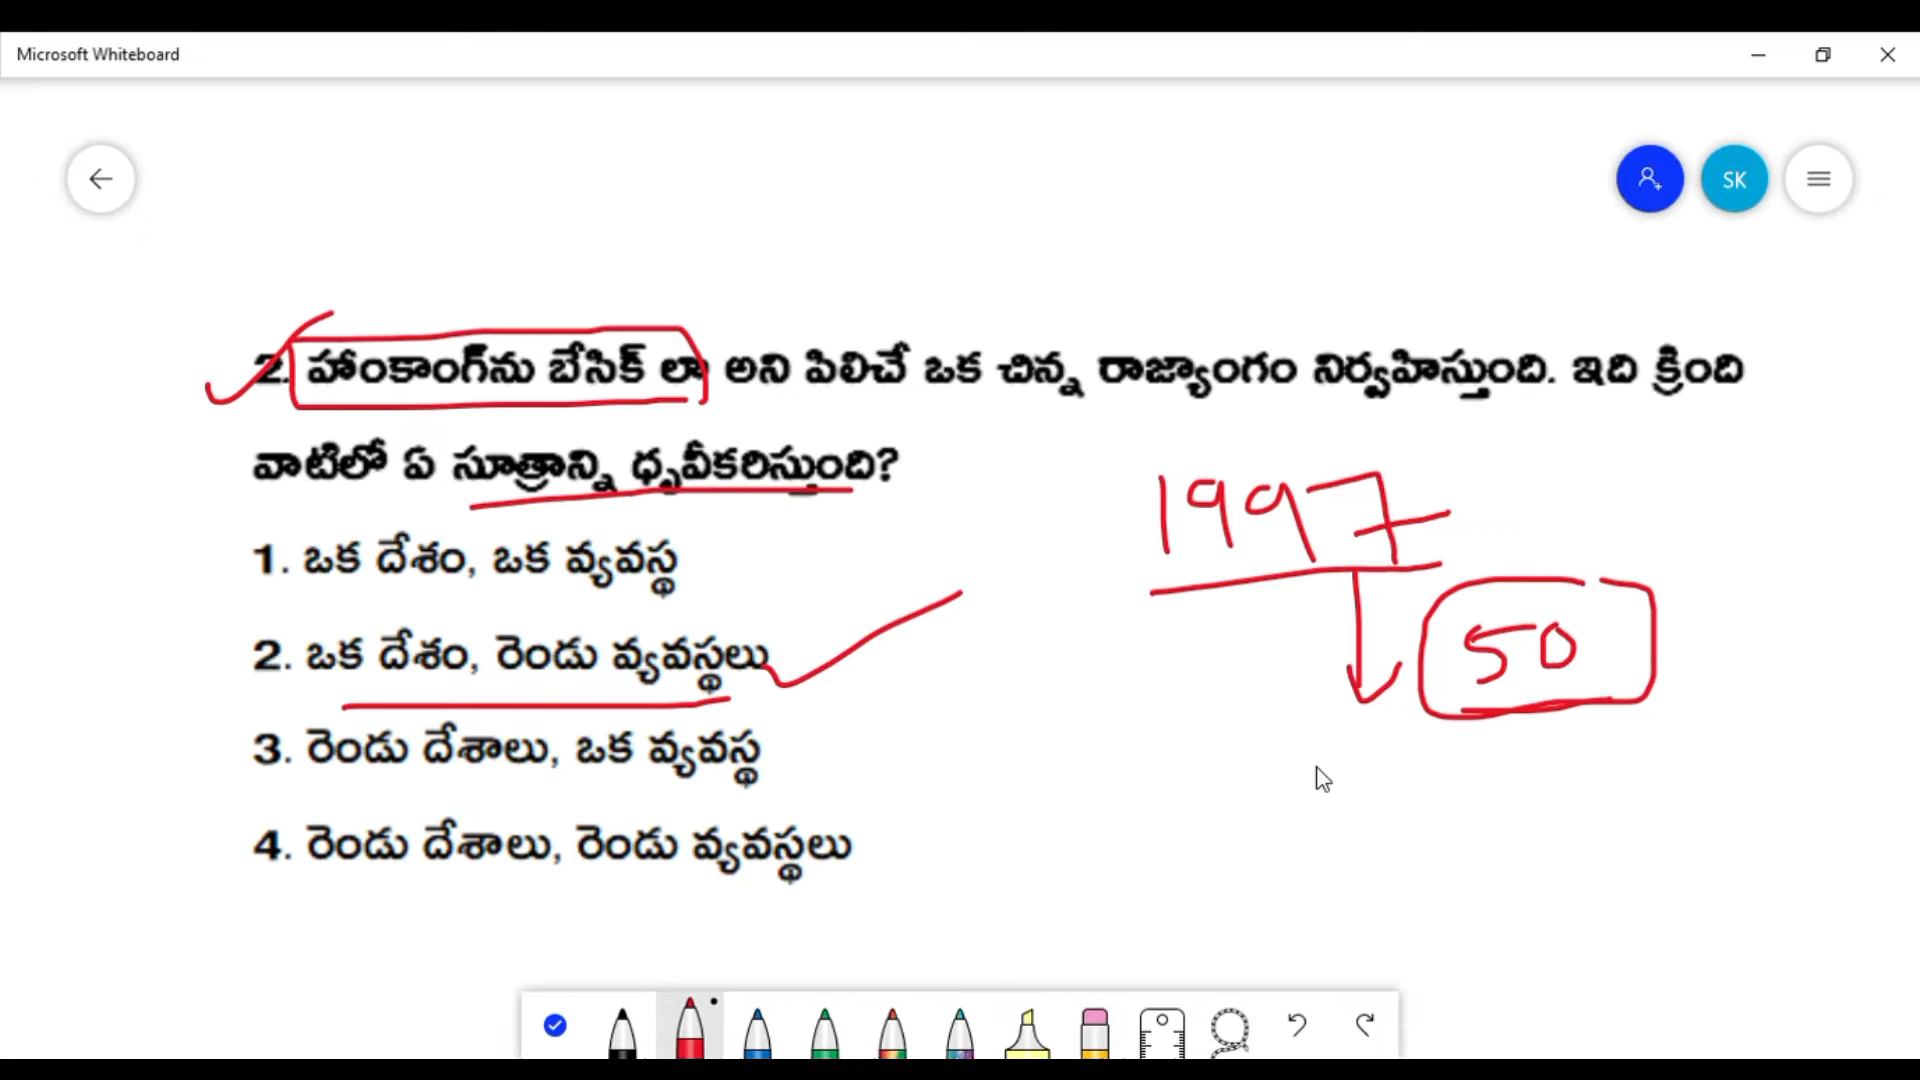 Microsoft Whiteboard
SK
2. హాంకాంగ్‌ను బేసిక్ లా అని పిలిచే ఒక చిన్న రాజ్యాంగం నిర్వహిస్తుంది. ఇది క్రింది
వాటిలో ఏ సూత్రాన్ని ధృవీకరిస్తుంది?
1997
1. ఒక దేశం, ఒక వ్యవస్థ
2. ఒక దేశం, రెండు వ్యవస్థలు
50
3. రెండు దేశాలు, ఒక వ్యవస్థ
4. రెండు దేశాలు, రెండు వ్యవస్థలు